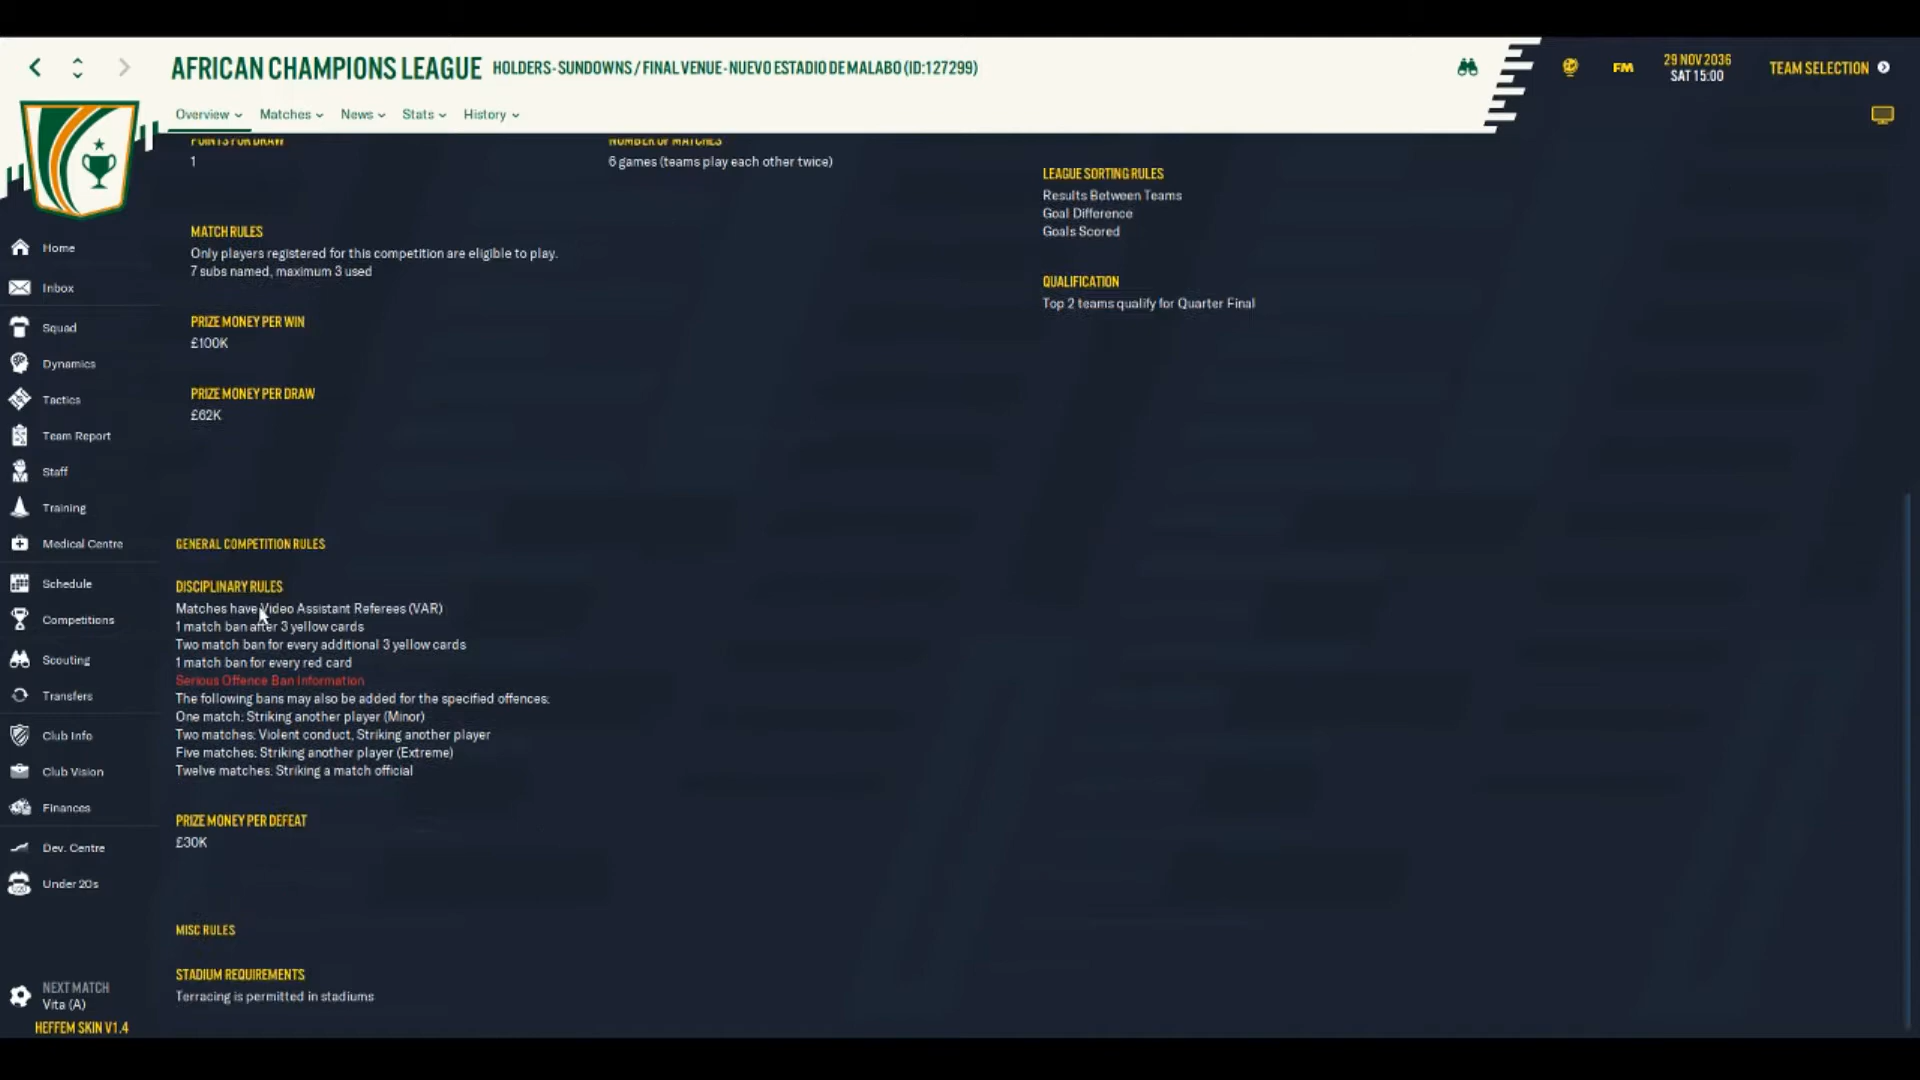 AFRICAN CHAMPIONS LEAGUE HOLDERS - SUNDOWNS / FINAL VENUE - NUEVO ESTADIO DE MALABO (ID:127299)
FM
29 NOV 2036
SAT 15:00
TEAM SELECTION
Overview
Matches
News
Stats
History
POINTS FOR DRAW
1
NUMBER OF MATCHES
6 games (teams play each other twice)
LEAGUE SORTING RULES
Results Between Teams
Goal Difference
Goals Scored
MATCH RULES
Only players registered for this competition are eligible to play.
7 subs named, maximum 3 used
QUALIFICATION
Top 2 teams qualify for Quarter Final
PRIZE MONEY PER WIN
£100K
PRIZE MONEY PER DRAW
£62K
GENERAL COMPETITION RULES
DISCIPLINARY RULES
Matches have Video Assistant Referees (VAR)
1 match ban after 3 yellow cards
Two match ban for every additional 3 yellow cards
1 match ban for every red card
Serious Offence Ban Information
The following bans may also be added for the specified offences:
One match: Striking another player (Minor)
Two matches: Violent conduct, Striking another player
Five matches: Striking another player (Extreme)
Twelve matches: Striking a match official
PRIZE MONEY PER DEFEAT
£30K
MISC RULES
STADIUM REQUIREMENTS
Terracing is permitted in stadiums
Home
Inbox
Squad
Dynamics
Tactics
Team Report
Staff
Training
Medical Centre
Schedule
Competitions
Scouting
Transfers
Club Info
Club Vision
Finances
Dev. Centre
Under 20s
NEXT MATCH
Vita (A)
HEFFEM SKIN V1.4